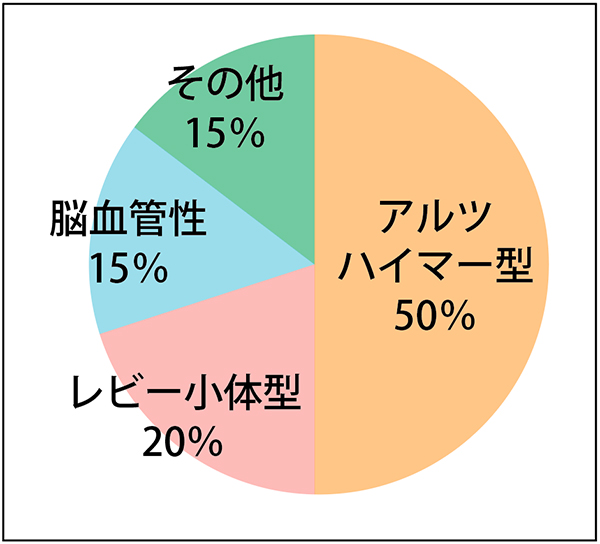 その他
15%
脳血管性
15%
アルツ
ハイマー型
50%
レビー小体型
20%